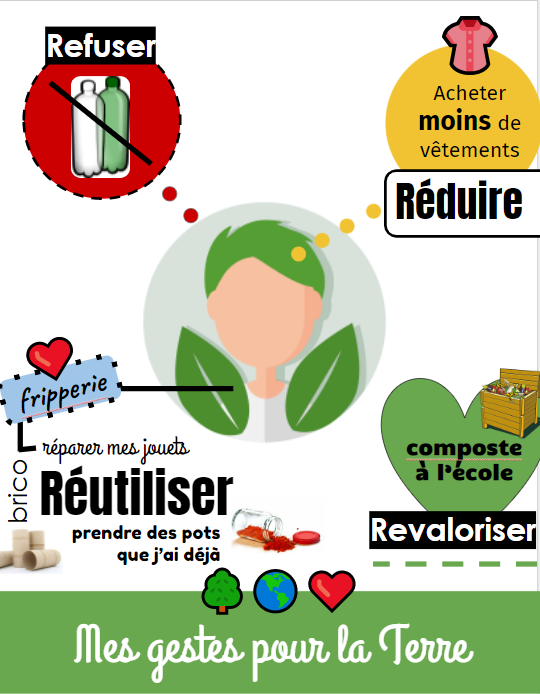 Refuser
Acheter
moins de
vêtements
Réduire
fripperie
réparer mes jouets
brico
Réutiliser
prendre des pots
que j'ai déjà
composte
à l'école
Revaloriser
Mes gestes pour la Terre